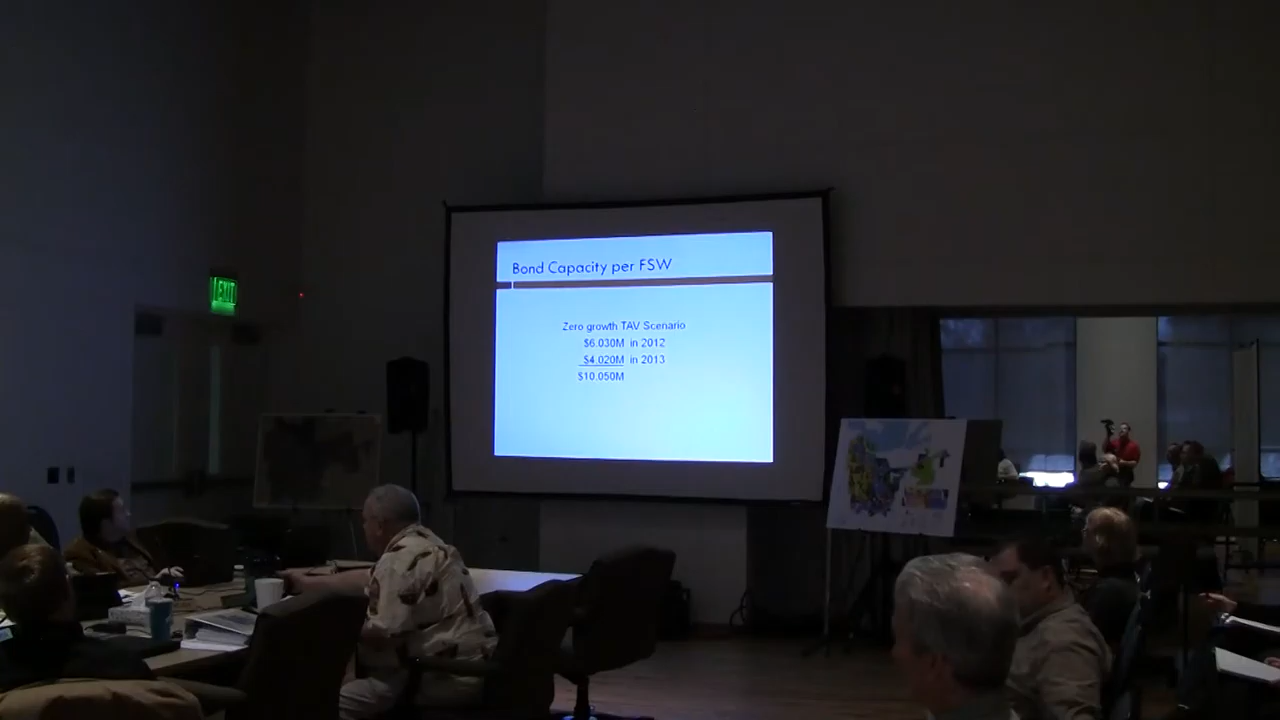 EXIT
Bond Capacity per FSW
Zero growth TAV Scenario
$6.030M in 2012
$4.020M in 2013
$10.050M